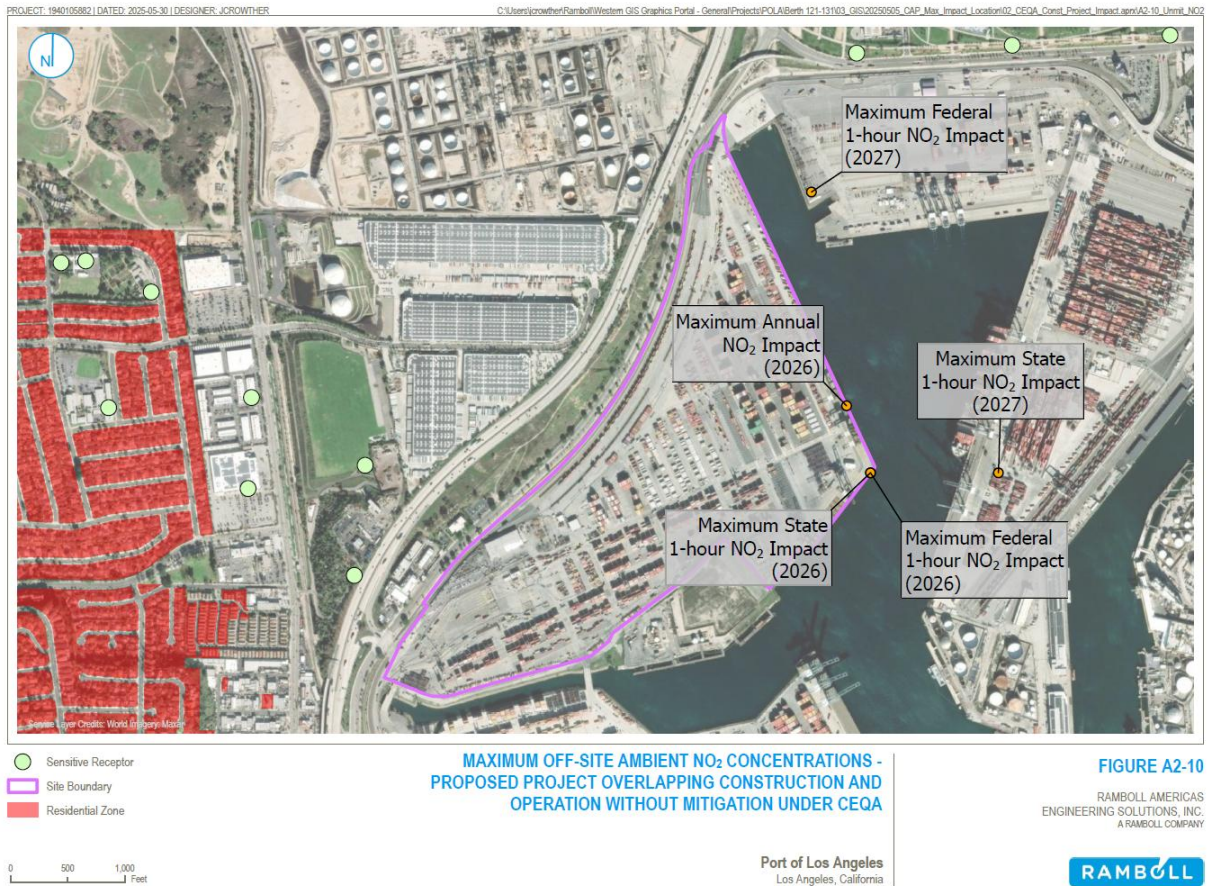 PROJECT: 1940105882 | DATED: 2025-05-30 | DESIGNER: JCROWTHER
C:\Users\jcrowther\Ramboll\Western GIS Graphics Portal - General\Projects\POLA\Berth 121-131\03_GIS\20250505_CAP_Max_Impact_Location\02_CEQA_Const_Project_Impact.aprx\A2-10_Unmit_NO2
N
Maximum Federal
1-hour NO₂ Impact
(2027)
Maximum Annual
NO₂ Impact
(2026)
Maximum State
1-hour NO₂ Impact
(2027)
Maximum State
1-hour NO₂ Impact
(2026)
Maximum Federal
1-hour NO₂ Impact
(2026)
Service Layer Credits: World Imagery: Maxar
Sensitive Receptor
Site Boundary
Residential Zone
0 500 1,000
Feet
MAXIMUM OFF-SITE AMBIENT NO₂ CONCENTRATIONS -
PROPOSED PROJECT OVERLAPPING CONSTRUCTION AND
OPERATION WITHOUT MITIGATION UNDER CEQA
Port of Los Angeles
Los Angeles, California
FIGURE A2-10
RAMBOLL AMERICAS
ENGINEERING SOLUTIONS, INC.
A RAMBOLL COMPANY
RAMBOLL